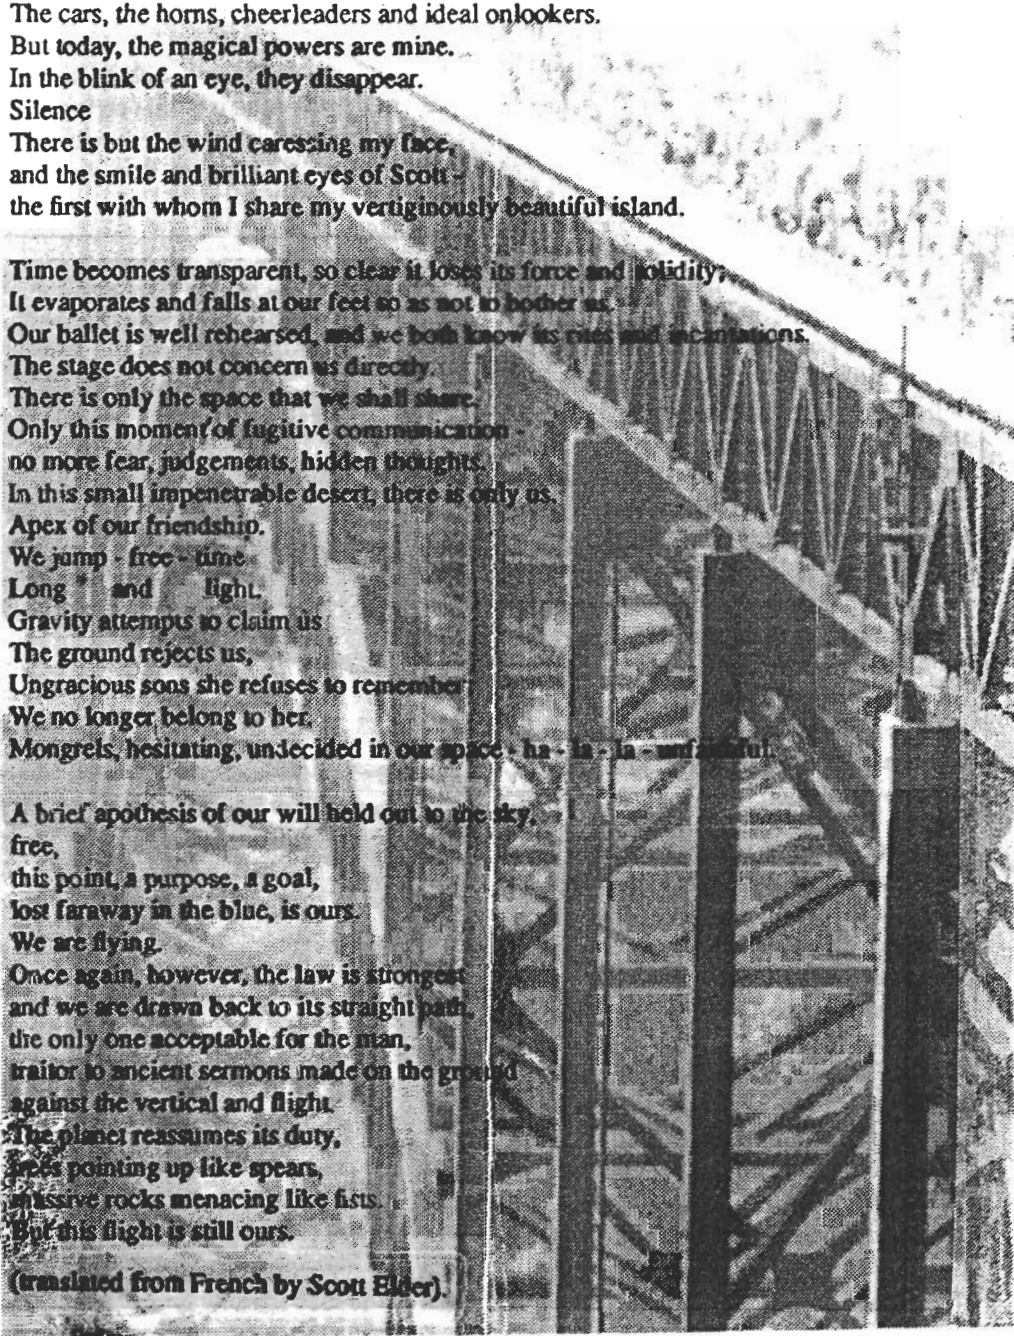 The cars, the horns, cheerleaders and ideal onlookers.
But today, the magical powers are mine.
In the blink of an eye, they disappear.
Silence
There is but the wind caressing my face,
and the smile and brilliant eyes of Scott -
the first with whom I share my vertiginously beautiful island.
Time becomes transparent, so clear it loses its force and solidity;
It evaporates and falls at our feet so as not to bother us.
Our ballet is well rehearsed, and we both know its rites and incantations.
The stage does not concern us directly.
There is only the space that we shall share.
Only this moment of fugitive communication -
no more fear, judgements, hidden thoughts.
In this small impenetrable desert, there is only us.
Apex of our friendship.
We jump - free - time
Long and light.
Gravity attempts to claim us
The ground rejects us,
Ungracious sons she refuses to remember
We no longer belong to her.
Mongrels, hesitating, undecided in our space - ha - la - la - unfaithful.
A brief apothesis of our will held out to the sky,
free,
this point, a purpose, a goal,
lost faraway in the blue, is ours.
We are flying.
Once again, however, the law is strongest
and we are drawn back to its straight path,
the only one acceptable for the man,
traitor to ancient sermons made on the ground
against the vertical and flight.
The planet reassumes its duty,
trees pointing up like spears,
massive rocks menacing like fists.
But this flight is still ours.
(translated from French by Scott Elder).